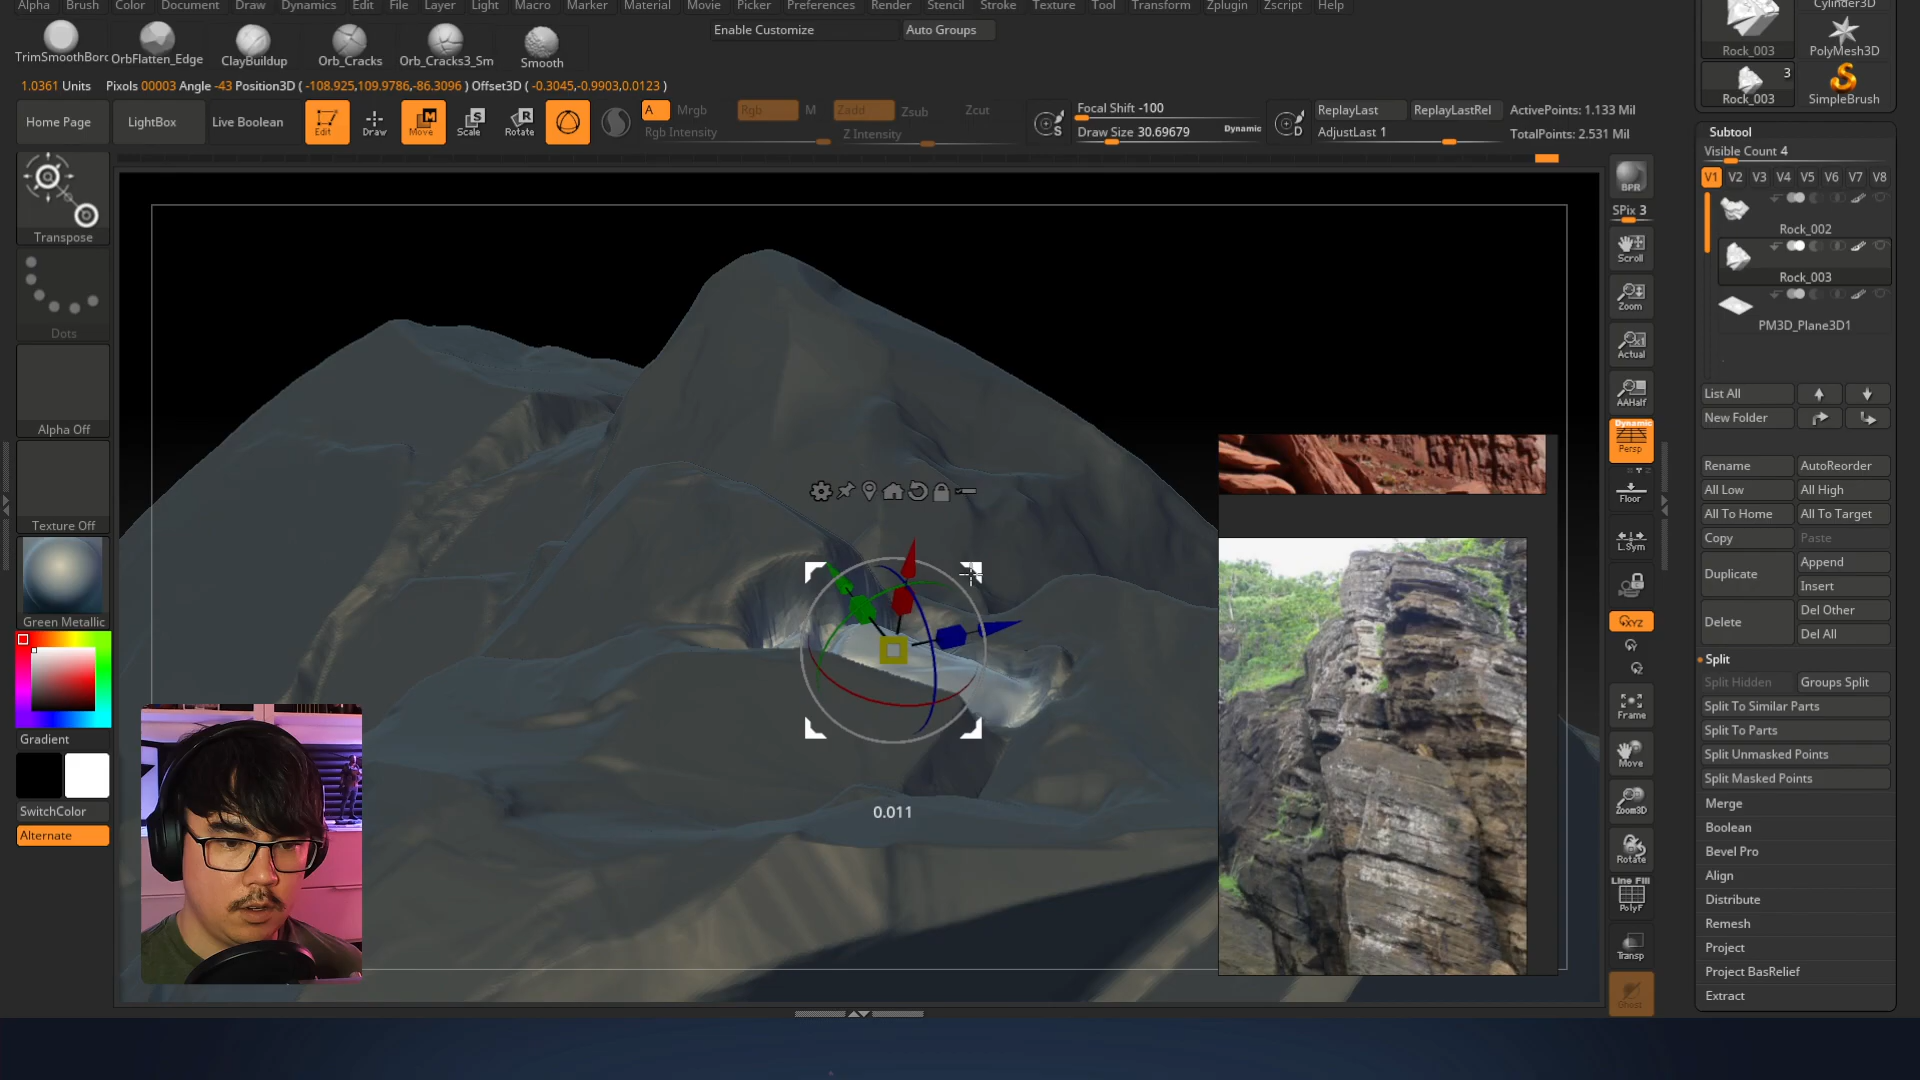 Alpha Brush Color Document Draw Dynamics Edit File Layer Light Macro Marker Material Movie Picker Preferences Render Stencil Stroke Texture Tool Transform Zplugin Zscript Help
Enable Customize Auto Groups
TrimSmoothBorc OrbFlatten_Edge ClayBuildup Orb_Cracks Orb_Cracks3_Sm Smooth
1.0361 Units Pixols 00003 Angle -43 Position3D ( -108.925,109.9786,-86.3096 ) Offset3D ( -0.3045,-0.9903,0.0123 )
Home Page LightBox Live Boolean Edit Draw Move Scale Rotate
A Mrgb Rgb M Zadd Zsub Zcut
Rgb Intensity Z Intensity
S Focal Shift -100
Draw Size 30.69679 Dynamic
D ReplayLast ReplayLastRel
AdjustLast 1
ActivePoints: 1.133 Mil
TotalPoints: 2.531 Mil
Transpose
Dots
Alpha Off
Texture Off
Green Metallic
Gradient
SwitchColor
Alternate
0.011
BPR
SPix 3
Scroll
Zoom
Actual
AAHalf
Dynamic
Persp
Floor
L.Sym
XYZ
Frame
Move
Zoom3D
Rotate
Line Fill
PolyF
Transp
Ghost
Cylinder3D
Rock_003 PolyMesh3D
3
Rock_003 SimpleBrush
Subtool
Visible Count 4
V1 V2 V3 V4 V5 V6 V7 V8
Rock_002
Rock_003
PM3D_Plane3D1
List All
New Folder
Rename AutoReorder
All Low All High
All To Home All To Target
Copy Paste
Duplicate Append
Insert
Delete Del Other
Del All
Split
Split Hidden Groups Split
Split To Similar Parts
Split To Parts
Split Unmasked Points
Split Masked Points
Merge
Boolean
Bevel Pro
Align
Distribute
Remesh
Project
Project BasRelief
Extract